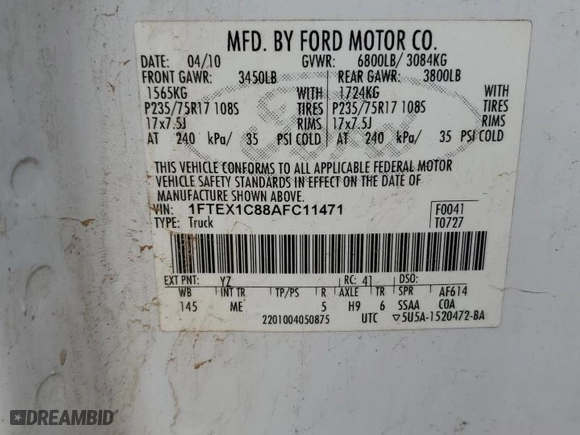 MFD. BY FORD MOTOR CO.
DATE: 04/10 GVWR: 6800LB/ 3084KG
FRONT GAWR: 3450LB REAR GAWR: 3800LB
1565KG WITH 1724KG WITH
P235/75R17 108S TIRES P235/75R17 108S TIRES
17x7.5J RIMS 17x7.5J RIMS
AT 240 kPa/ 35 PSI COLD AT 240 kPa/ 35 PSI COLD
THIS VEHICLE CONFORMS TO ALL APPLICABLE FEDERAL MOTOR
VEHICLE SAFETY STANDARDS IN EFFECT ON THE DATE OF
MANUFACTURE SHOWN ABOVE.
VIN: 1FTEX1C88AFC11471 F0041
TYPE: Truck T0727
EXT PNT: YZ RC: 41 DSO:
WB INT TR TP/PS R AXLE TR SPR AF614
145 ME 5 H9 6 SSAA COA
2201004050875 UTC ▽5U5A-1520472-BA
Ford
DREAMBID